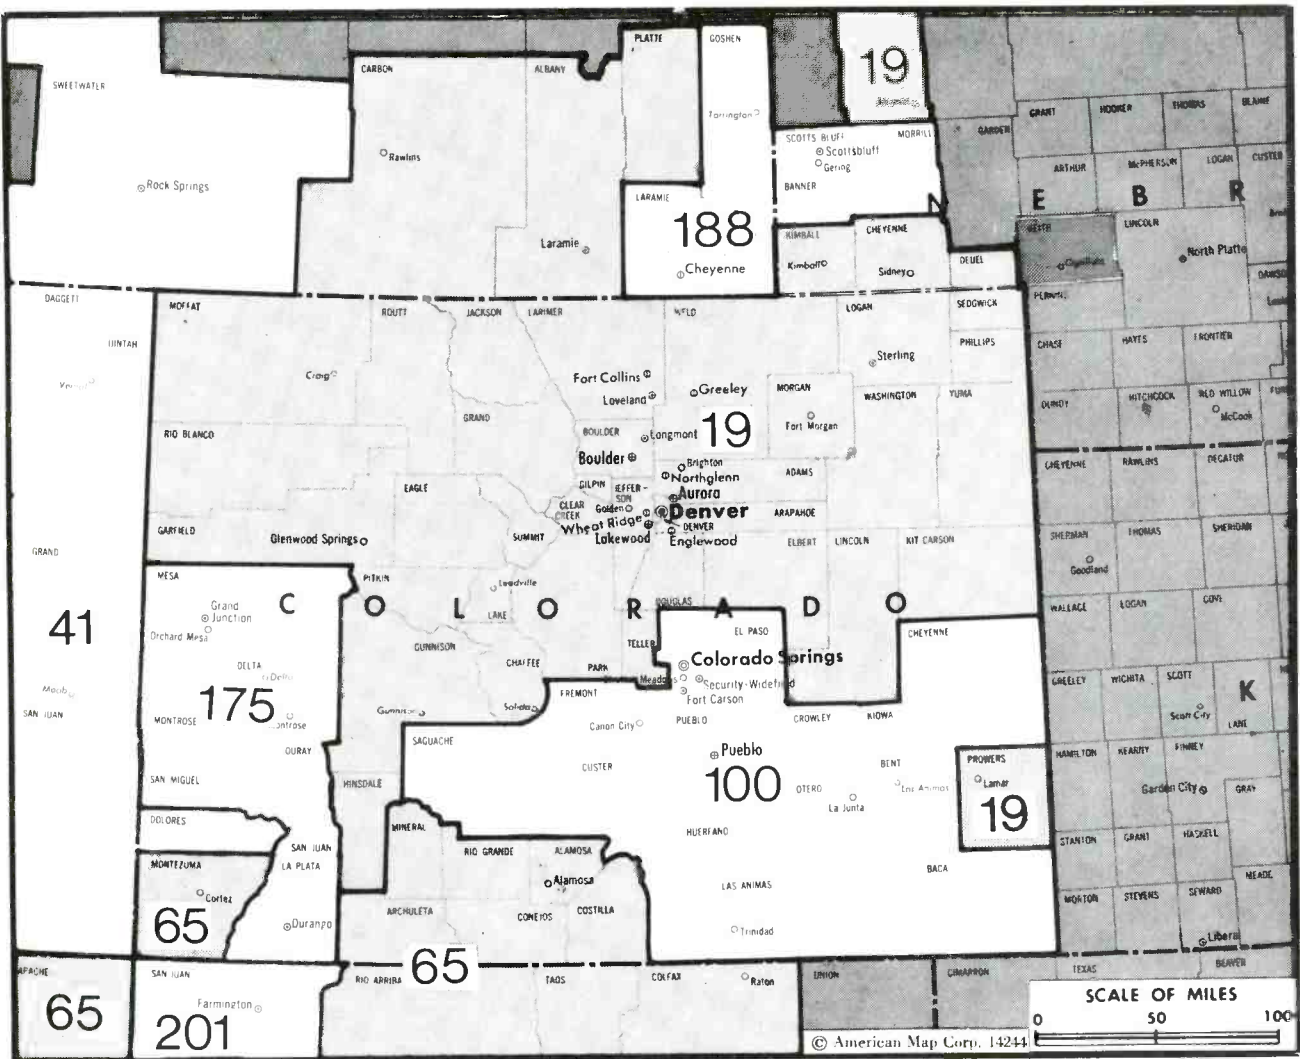 PLATTE
GOSHEN
19
SWEETWATER
CARBON
ALBANY
Torrington
GRANT
HOOKER
THOMAS
BLAINE
Rawlins
SCOTTS BLUFF
MORRILL
GARDEN
Scottsbluff
Gering
ARTHUR
McPHERSON
LOGAN
CUSTER
Rock Springs
BANNER
LARAMIE
188
N E B R
Laramie
Cheyenne
KIMBALL
CHEYENNE
KEITH
LINCOLN
Kimball
Sidney
DEUEL
North Platte
DAGGETT
MOFFAT
ROUTT
JACKSON
LARIMER
WELD
LOGAN
SEDGWICK
PERKINS
UINTAH
Craig
Fort Collins
Loveland
Greeley
Sterling
PHILLIPS
CHASE
HAYES
FRONTIER
MORGAN
WASHINGTON
YUMA
DUNDY
HITCHCOCK
RED WILLOW
McCook
RIO BLANCO
GRAND
BOULDER
Longmont
19
Fort Morgan
Boulder
Brighton
Northglenn
ADAMS
CHEYENNE
RAWLINS
DECATUR
EAGLE
GILPIN
JEFFER-
SON
Aurora
CLEAR
CREEK
Golden
Denver
ARAPAHOE
GARFIELD
Glenwood Springs
SUMMIT
Wheat Ridge
Lakewood
DENVER
Englewood
ELBERT
LINCOLN
KIT CARSON
SHERMAN
THOMAS
SHERIDAN
Goodland
GRAND
MESA
PITKIN
Leadville
LAKE
DOUGLAS
C O L O R A D O
WALLACE
LOGAN
GOVE
41
Grand
Junction
Orchard Mesa
GUNNISON
CHAFFEE
PARK
TELLER
EL PASO
CHEYENNE
DELTA
Colorado Springs
Security-Widefield
Fort Carson
GREELEY
WICHITA
SCOTT
K
Moab
SAN JUAN
175
MONTROSE
Gunnison
Salida
FREMONT
Canon City
PUEBLO
CROWLEY
KIOWA
Scott City
LANE
OURAY
SAGUACHE
Pueblo
HAMILTON
KEARNY
FINNEY
SAN MIGUEL
HINSDALE
CUSTER
100
OTERO
BENT
Las Animas
La Junta
PROWERS
Lamar
19
Garden City
GRAY
DOLORES
MINERAL
HUERFANO
STANTON
GRANT
HASKELL
MONTEZUMA
SAN JUAN
LA PLATA
RIO GRANDE
ALAMOSA
Cortez
Alamosa
LAS ANIMAS
BACA
MEADE
65
Durango
ARCHULETA
CONEJOS
COSTILLA
MORTON
STEVENS
SEWARD
Trinidad
Liberal
APACHE
SAN JUAN
RIO ARRIBA
65
TAOS
COLFAX
Raton
UNION
CIMARRON
TEXAS
BEAVER
65
Farmington
201
SCALE OF MILES
0 50 100
© American Map Corp. 14244